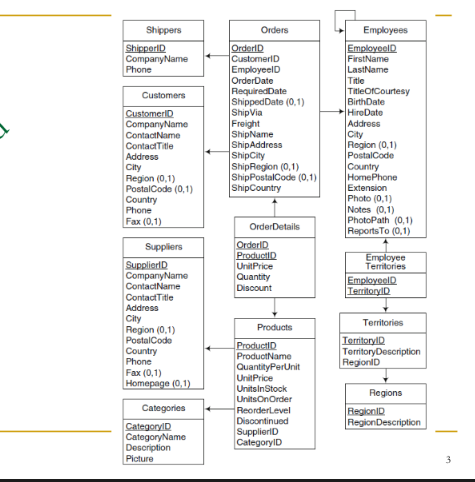 Shippers
ShipperID
CompanyName
Phone
Customers
CustomerID
CompanyName
ContactName
ContactTitle
Address
City
Region (0,1)
PostalCode (0,1)
Country
Phone
Fax (0,1)
Suppliers
SupplierID
CompanyName
ContactName
ContactTitle
Address
City
Region (0,1)
PostalCode
Country
Phone
Fax (0,1)
Homepage (0,1)
Categories
CategoryID
CategoryName
Description
Picture
Orders
OrderID
CustomerID
EmployeeID
OrderDate
RequiredDate
ShippedDate (0,1)
ShipVia
Freight
ShipName
ShipAddress
ShipCity
ShipRegion (0,1)
ShipPostalCode (0,1)
ShipCountry
OrderDetails
OrderID
ProductID
UnitPrice
Quantity
Discount
Products
ProductID
ProductName
QuantityPerUnit
UnitPrice
UnitsInStock
UnitsOnOrder
ReorderLevel
Discontinued
SupplierID
CategoryID
Employees
EmployeeID
FirstName
LastName
Title
TitleOfCourtesy
BirthDate
HireDate
Address
City
Region (0,1)
PostalCode
Country
HomePhone
Extension
Photo (0,1)
Notes (0,1)
PhotoPath (0,1)
ReportsTo (0,1)
Employee
Territories
EmployeeID
TerritoryID
Territories
TerritoryID
TerritoryDescription
RegionID
Regions
RegionID
RegionDescription
3